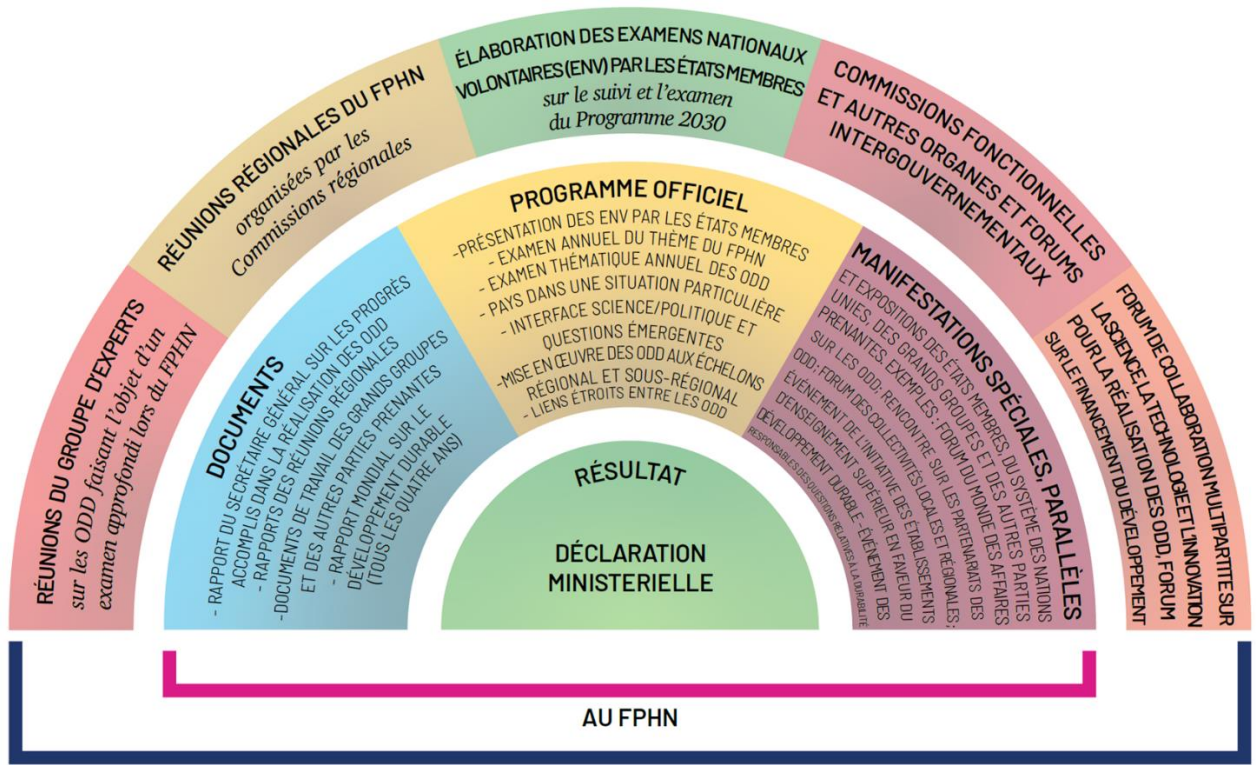 RÉUNIONS DU GROUPE D'EXPERTS
sur les ODD faisant l'objet d'un
examen approfondi lors du FPHN
RÉUNIONS RÉGIONALES DU FPHN
organisées par les
Commissions régionales
ÉLABORATION DES EXAMENS NATIONAUX
VOLONTAIRES (ENV) PAR LES ÉTATS MEMBRES
sur le suivi et l'examen
du Programme 2030
COMMISSIONS FONCTIONNELLES
ET AUTRES ORGANES ET FORUMS
INTERGOUVERNEMENTAUX
FORUM DE COLLABORATION MULTIPARTITE SUR
LA SCIENCE, LA TECHNOLOGIE ET L'INNOVATION
POUR LA RÉALISATION DES ODD, FORUM
SUR LE FINANCEMENT DU DÉVELOPPEMENT
DOCUMENTS
- RAPPORT DU SECRÉTAIRE GÉNÉRAL SUR LES PROGRÈS
ACCOMPLIS DANS LA RÉALISATION DES ODD
- RAPPORTS DES RÉUNIONS RÉGIONALES
-DOCUMENTS DE TRAVAIL DES GRANDS GROUPES
ET DES AUTRES PARTIES PRENANTES
- RAPPORT MONDIAL SUR LE
DÉVELOPPEMENT DURABLE
(TOUS LES QUATRE ANS)
PROGRAMME OFFICIEL
-PRÉSENTATION DES ENV PAR LES ÉTATS MEMBRES
- EXAMEN ANNUEL DU THÈME DU FPHN
- EXAMEN THÉMATIQUE ANNUEL DES ODD
- PAYS DANS UNE SITUATION PARTICULIÈRE
- INTERFACE SCIENCE/POLITIQUE ET
QUESTIONS ÉMERGENTES
-MISE EN ŒUVRE DES ODD AUX ÉCHELONS
RÉGIONAL ET SOUS-RÉGIONAL
- LIENS ÉTROITS ENTRE LES ODD
MANIFESTATIONS SPÉCIALES, PARALLÈLES
ET EXPOSITIONS DES ÉTATS MEMBRES, DU SYSTÈME DES NATIONS
UNIES, DES GRANDS GROUPES ET DES AUTRES PARTIES
PRENANTES. EXEMPLES : FORUM DU MONDE DES AFFAIRES
SUR LES ODD; RENCONTRE SUR LES PARTENARIATS DES
ODD ; FORUM DES COLLECTIVITÉS LOCALES ET RÉGIONALES ;
ÉVÉNEMENT DE L'INITIATIVE DES ÉTABLISSEMENTS
D'ENSEIGNEMENT SUPÉRIEUR EN FAVEUR DU
DÉVELOPPEMENT DURABLE - ÉVÉNEMENT DES
RESPONSABLES DES QUESTIONS RELATIVES À LA DURABILITÉ
RÉSULTAT
DÉCLARATION
MINISTERIELLE
AU FPHN